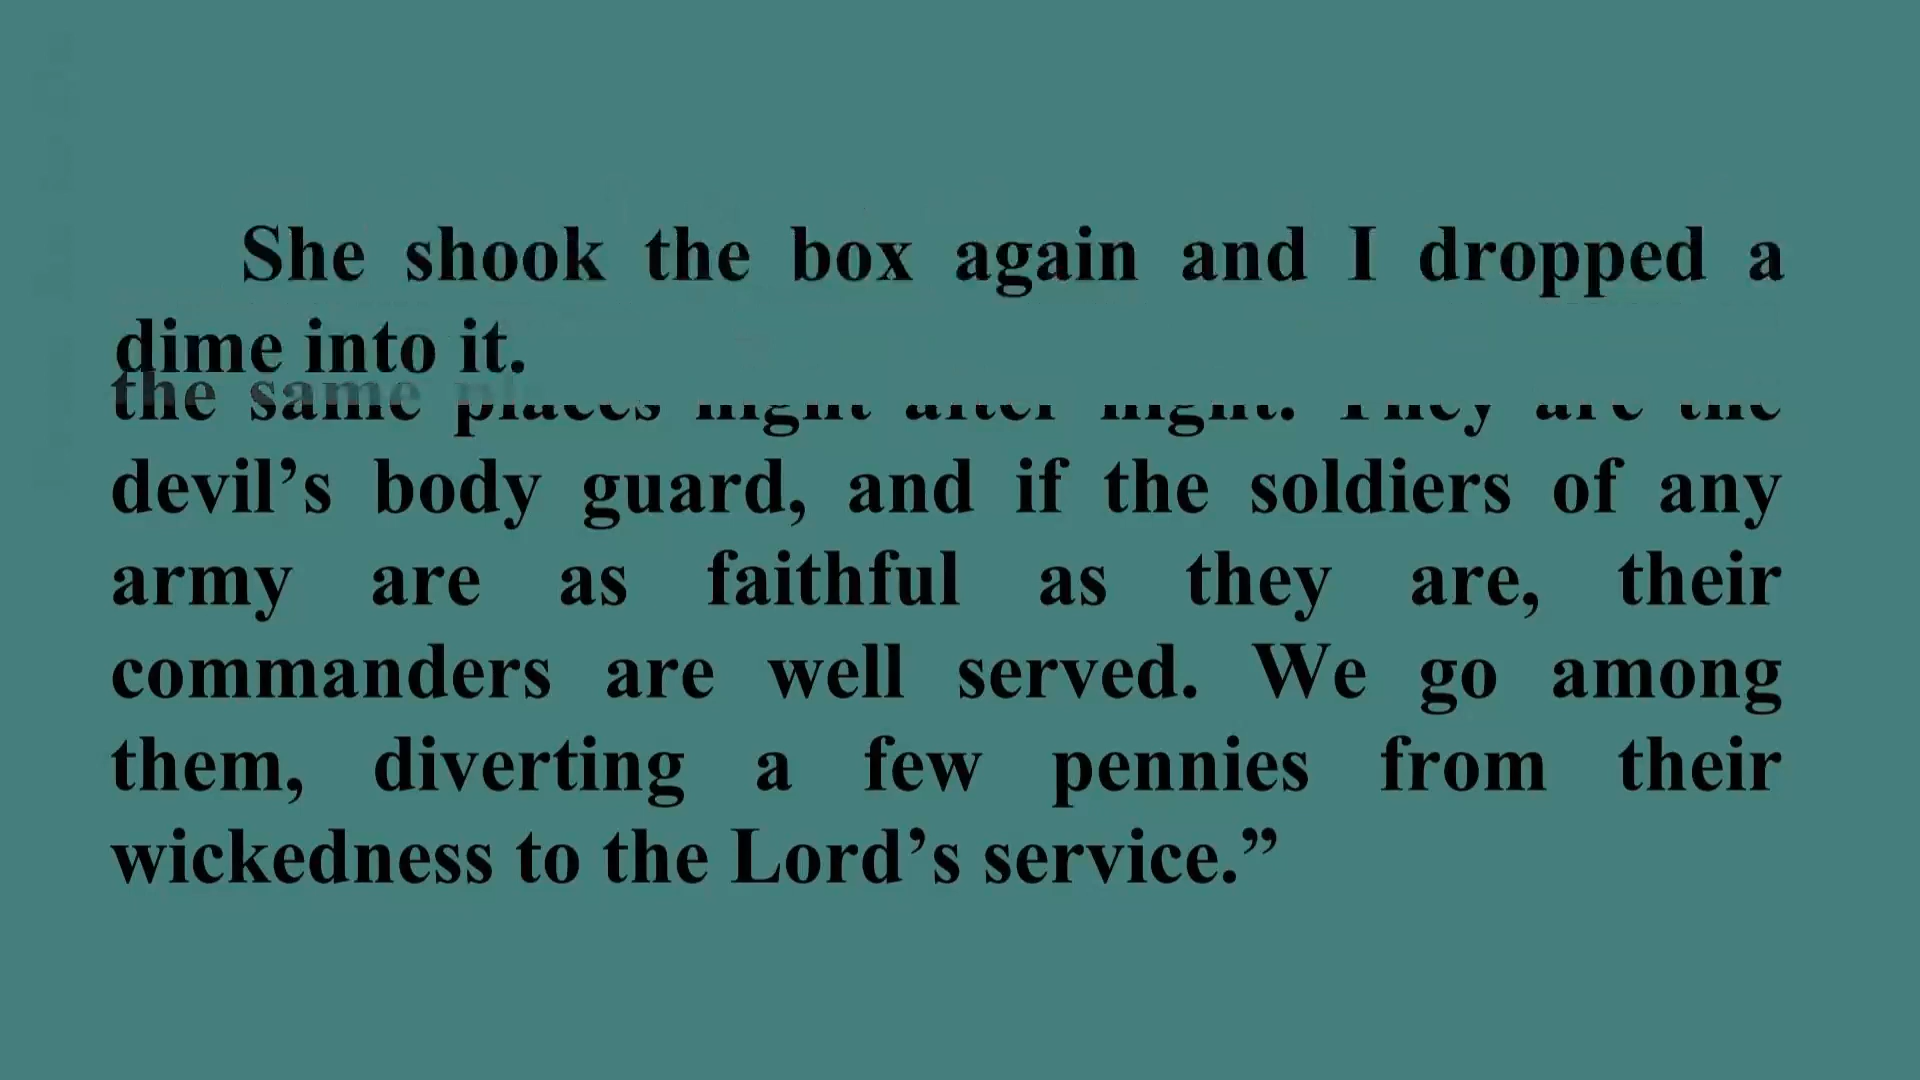 She shook the box again and I dropped a
dime into it.
the same places night after night. They are the
devil’s body guard, and if the soldiers of any
army are as faithful as they are, their
commanders are well served. We go among
them, diverting a few pennies from their
wickedness to the Lord’s service.”